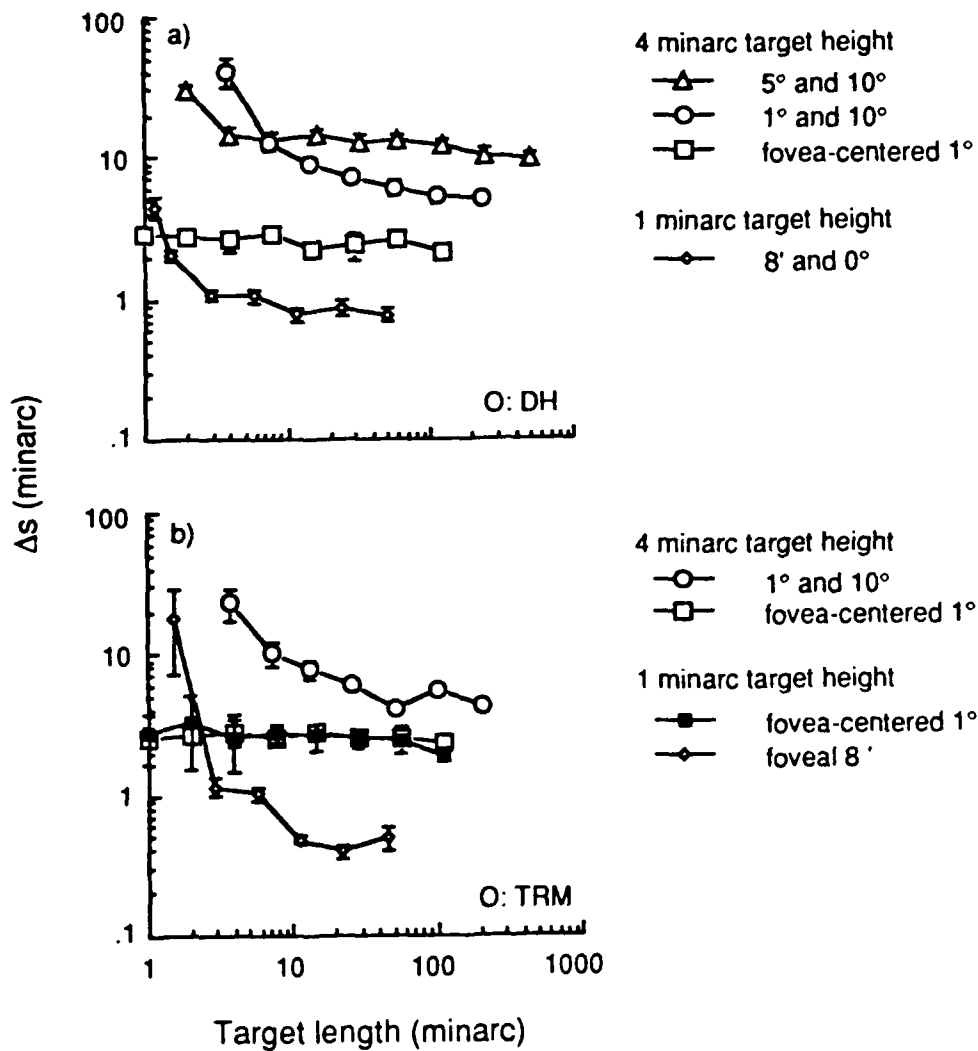 a)
100
10
1
.1
O: DH
4 minarc target height
5° and 10°
1° and 10°
fovea-centered 1°
1 minarc target height
8' and 0°
Δs (minarc)
b)
100
10
1
.1
O: TRM
1 10 100 1000
Target length (minarc)
4 minarc target height
1° and 10°
fovea-centered 1°
1 minarc target height
fovea-centered 1°
foveal 8'